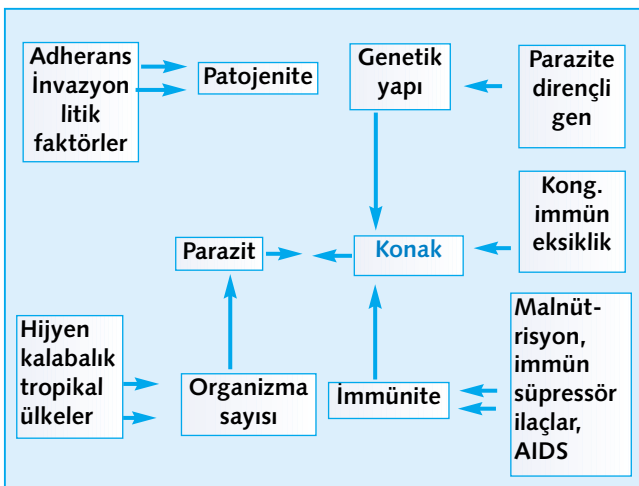 Adherans
İnvazyon
litik
faktörler
Patojenite
Genetik
yapı
Parazite
dirençli
gen
Kong.
immün
eksiklik
Parazit
Konak
Hijyen
kalabalık
tropikal
ülkeler
Organizma
sayısı
İmmünite
Malnüt-
risyon,
immün
süpressör
ilaçlar,
AIDS